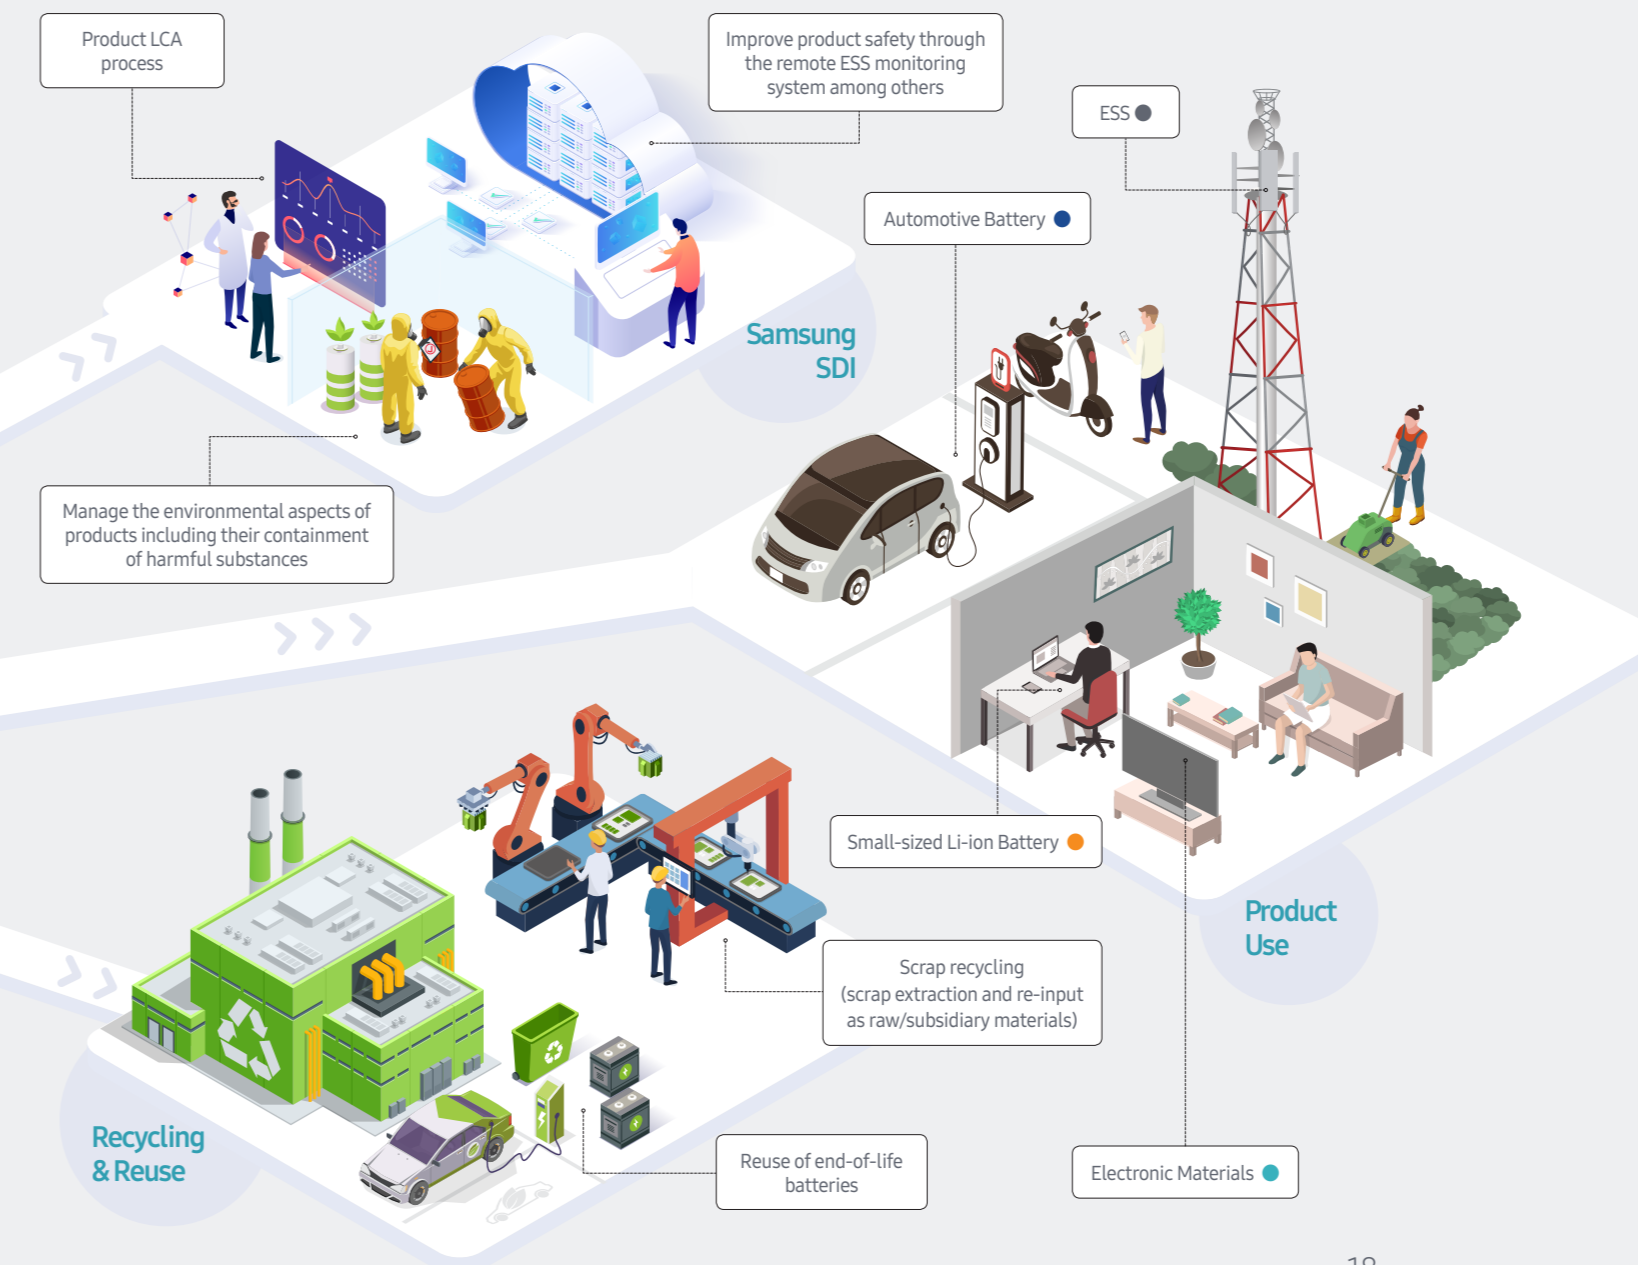 Product LCA
process
Improve product safety through
the remote ESS monitoring
system among others
ESS
Automotive Battery
Samsung
SDI
Manage the environmental aspects of
products including their containment
of harmful substances
Small-sized Li-ion Battery
Product
Use
Scrap recycling
(scrap extraction and re-input
as raw/subsidiary materials)
Recycling
& Reuse
Reuse of end-of-life
batteries
Electronic Materials